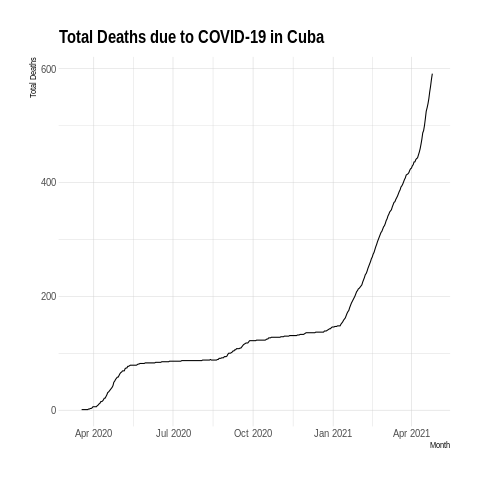 Total Deaths due to COVID-19 in Cuba
Total Deaths
600
400
200
0
Apr 2020 Jul 2020 Oct 2020 Jan 2021 Apr 2021
Month